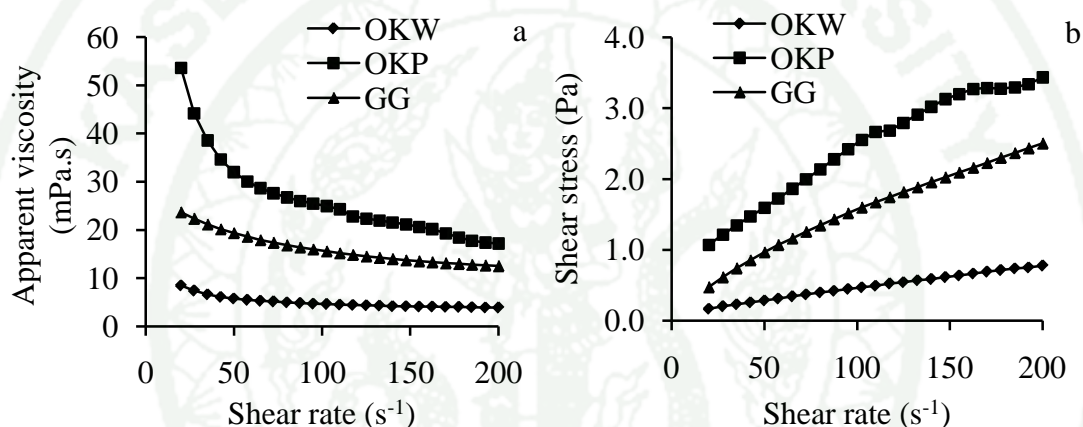 OKW
OKP
GG
a
Apparent viscosity
(mPa.s)
60
50
40
30
20
10
0
0 50 100 150 200
Shear rate (s⁻¹)
OKW
OKP
GG
b
Shear stress (Pa)
4.0
3.0
2.0
1.0
0.0
0 50 100 150 200
Shear rate (s⁻¹)